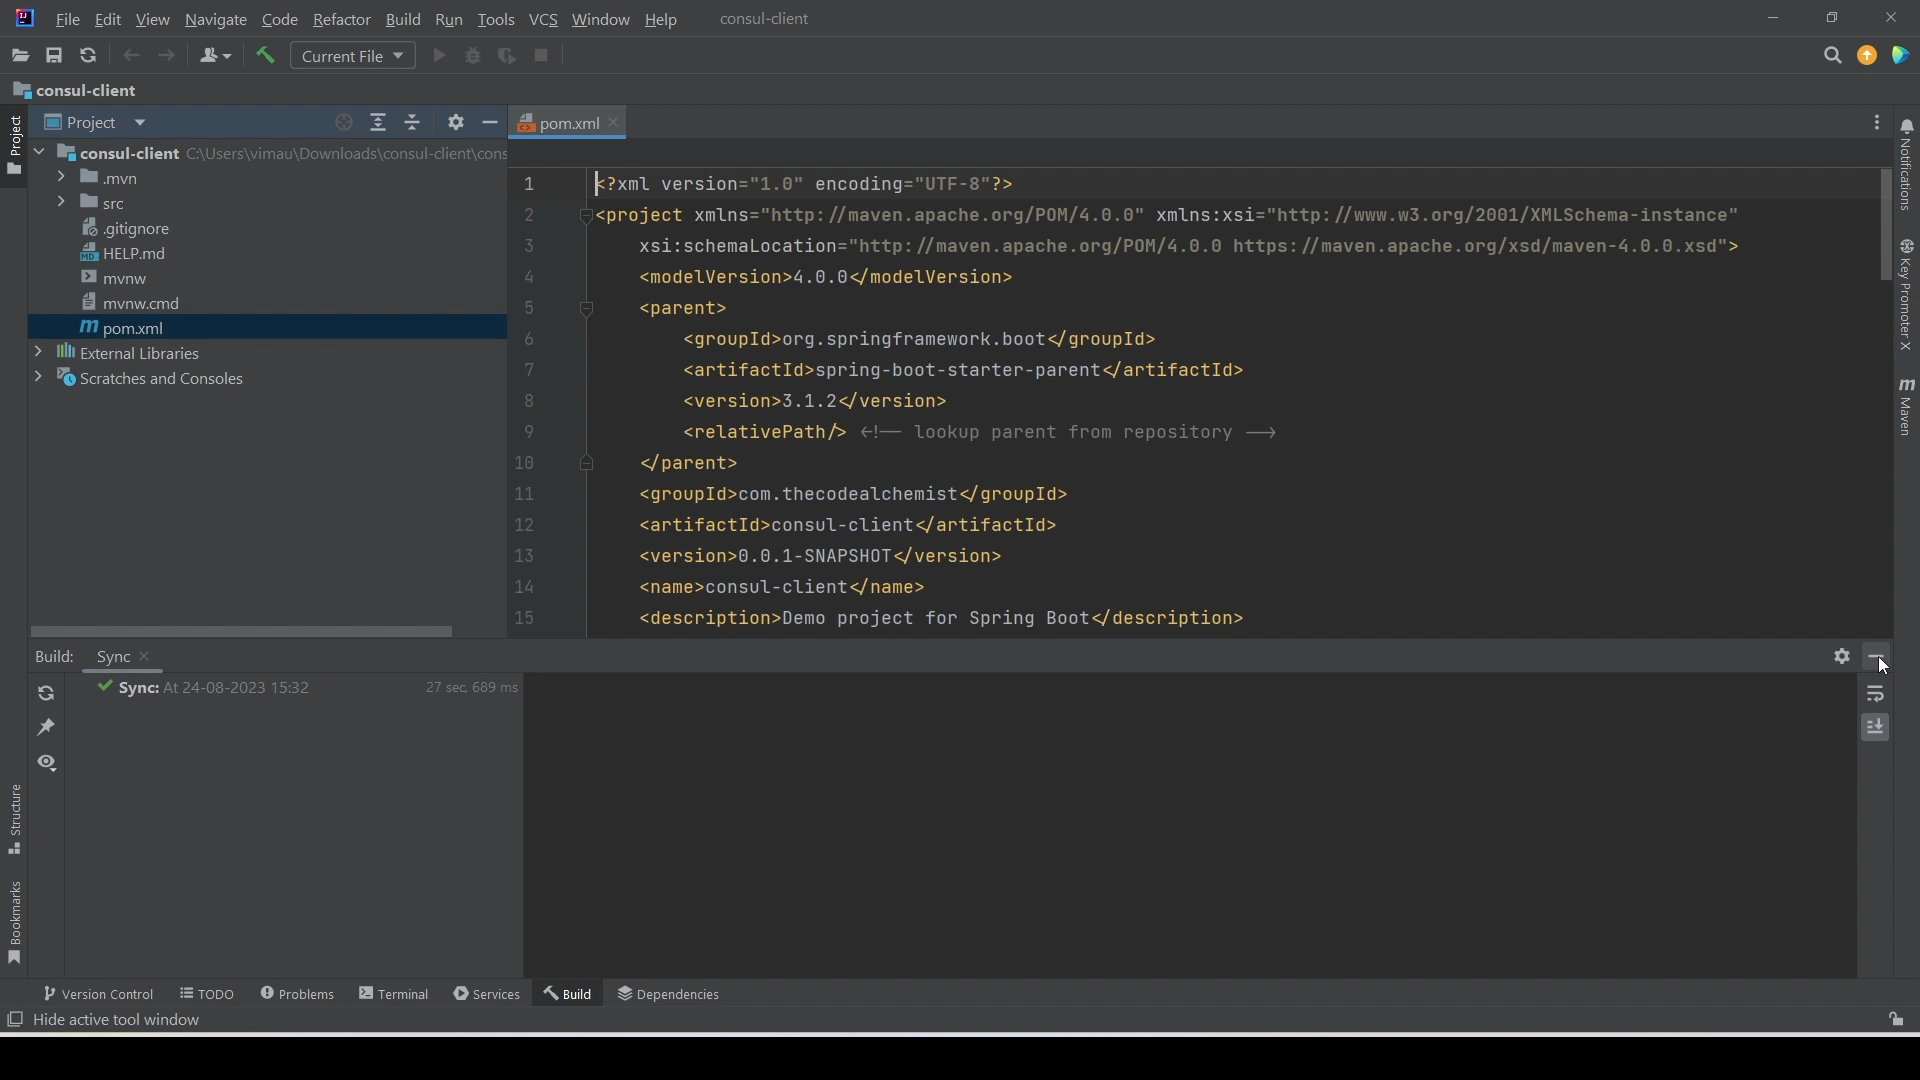 File Edit View Navigate Code Refactor Build Run Tools VCS Window Help consul-client
Current File
consul-client
Project
Project
pom.xml
consul-client C:\Users\vimau\Downloads\consul-client\cons
.mvn
src
.gitignore
HELP.md
mvnw
mvnw.cmd
pom.xml
External Libraries
Scratches and Consoles
1 <?xml version="1.0" encoding="UTF-8"?>
2 <project xmlns="http://maven.apache.org/POM/4.0.0" xmlns:xsi="http://www.w3.org/2001/XMLSchema-instance"
3 xsi:schemaLocation="http://maven.apache.org/POM/4.0.0 https://maven.apache.org/xsd/maven-4.0.0.xsd">
4 <modelVersion>4.0.0</modelVersion>
5 <parent>
6 <groupId>org.springframework.boot</groupId>
7 <artifactId>spring-boot-starter-parent</artifactId>
8 <version>3.1.2</version>
9 <relativePath/> <!-- lookup parent from repository -->
10 </parent>
11 <groupId>com.thecodealchemist</groupId>
12 <artifactId>consul-client</artifactId>
13 <version>0.0.1-SNAPSHOT</version>
14 <name>consul-client</name>
15 <description>Demo project for Spring Boot</description>
Notifications
Key Promoter X
Maven
Build: Sync
Sync: At 24-08-2023 15:32 27 sec, 689 ms
Structure
Bookmarks
Version Control TODO Problems Terminal Services Build Dependencies
Hide active tool window